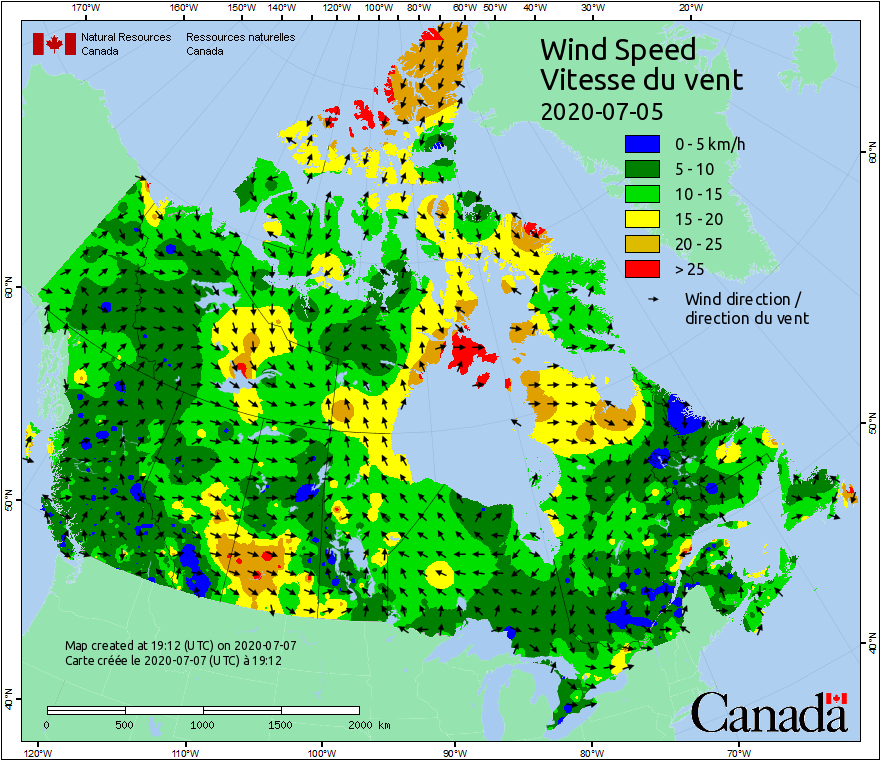 170°W 160°W 150°W 140°W 130°W 120°W 110°W 100°W 90°W 80°W 70°W 60°W 50°W 40°W 30°W 20°W
Natural Resources Ressources naturelles
Canada Canada
Wind Speed
Vitesse du vent
2020-07-05
0 - 5 km/h
5 - 10
10 - 15
15 - 20
20 - 25
> 25
Wind direction /
direction du vent
60°N
60°N
50°N
50°N
40°N
40°N
Map created at 19:12 (UTC) on 2020-07-07
Carte créée le 2020-07-07 (UTC) à 19:12
0 500 1000 1500 2000 km
Canada
120°W 110°W 100°W 90°W 80°W 70°W